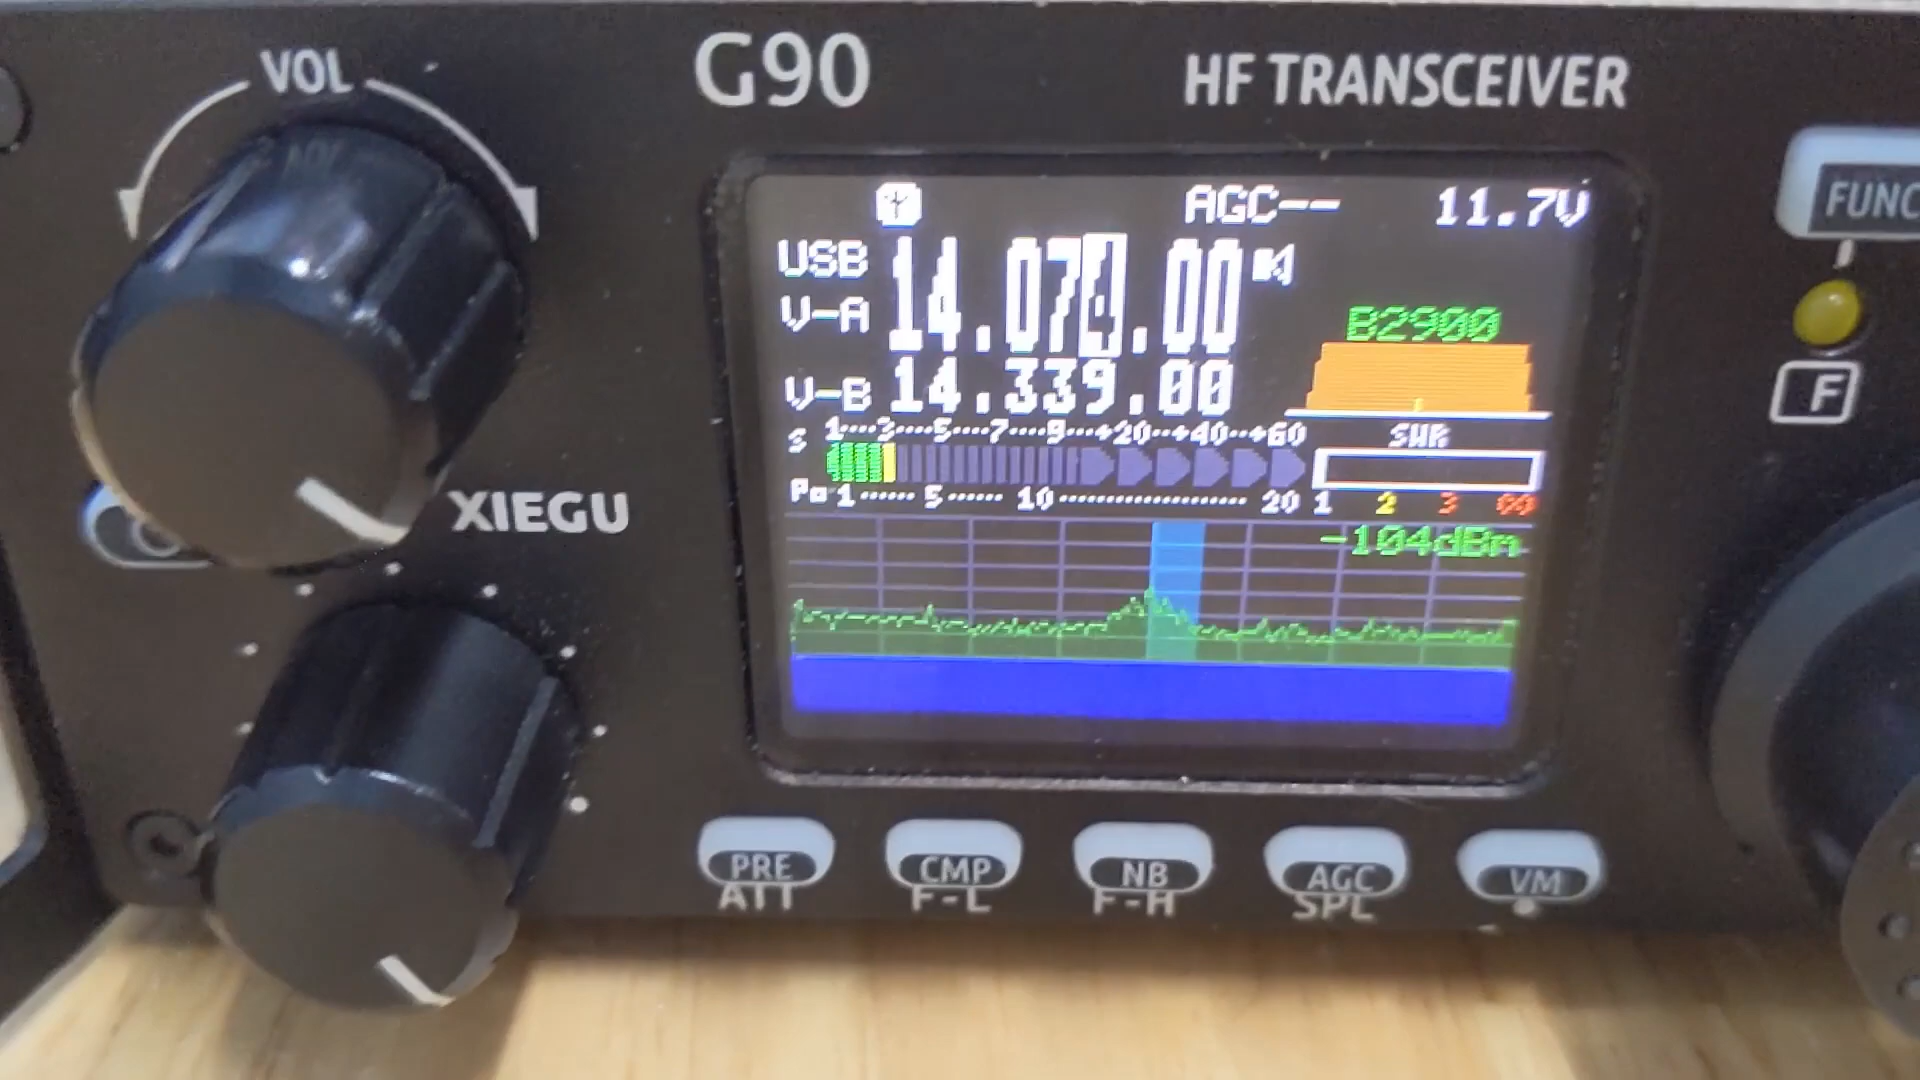 VOL
G90
HF TRANSCEIVER
FUNC
F
AGC-- 11.7V
USB 14.074.00
V-A
V-B 14.339.00
B2900
S 1····3····5····7····9···+20··+40··+60
SWR
Po 1 ······ 5 ······ 10 ···················· 20
1 2 3 00
-104dBm
XIEGU
PRE CMP NB AGC VM
ATT F-L F-H SPL